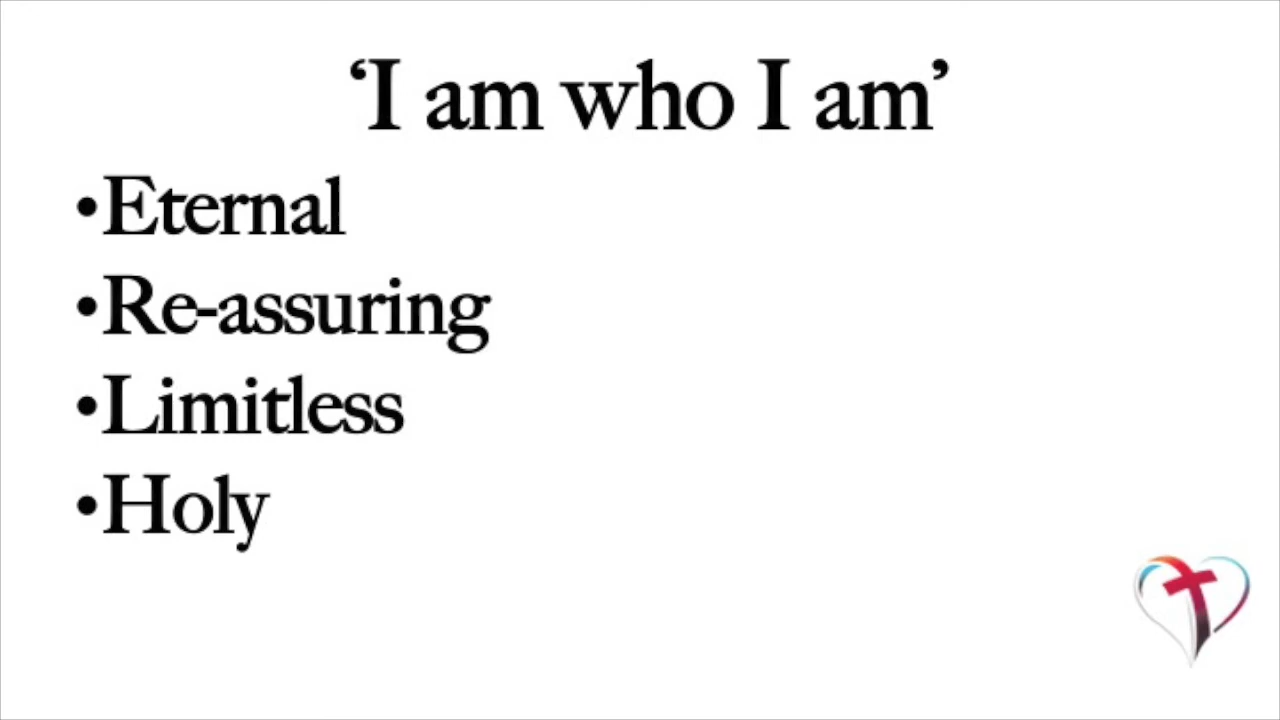 ‘I am who I am’
•Eternal
•Re-assuring
•Limitless
•Holy